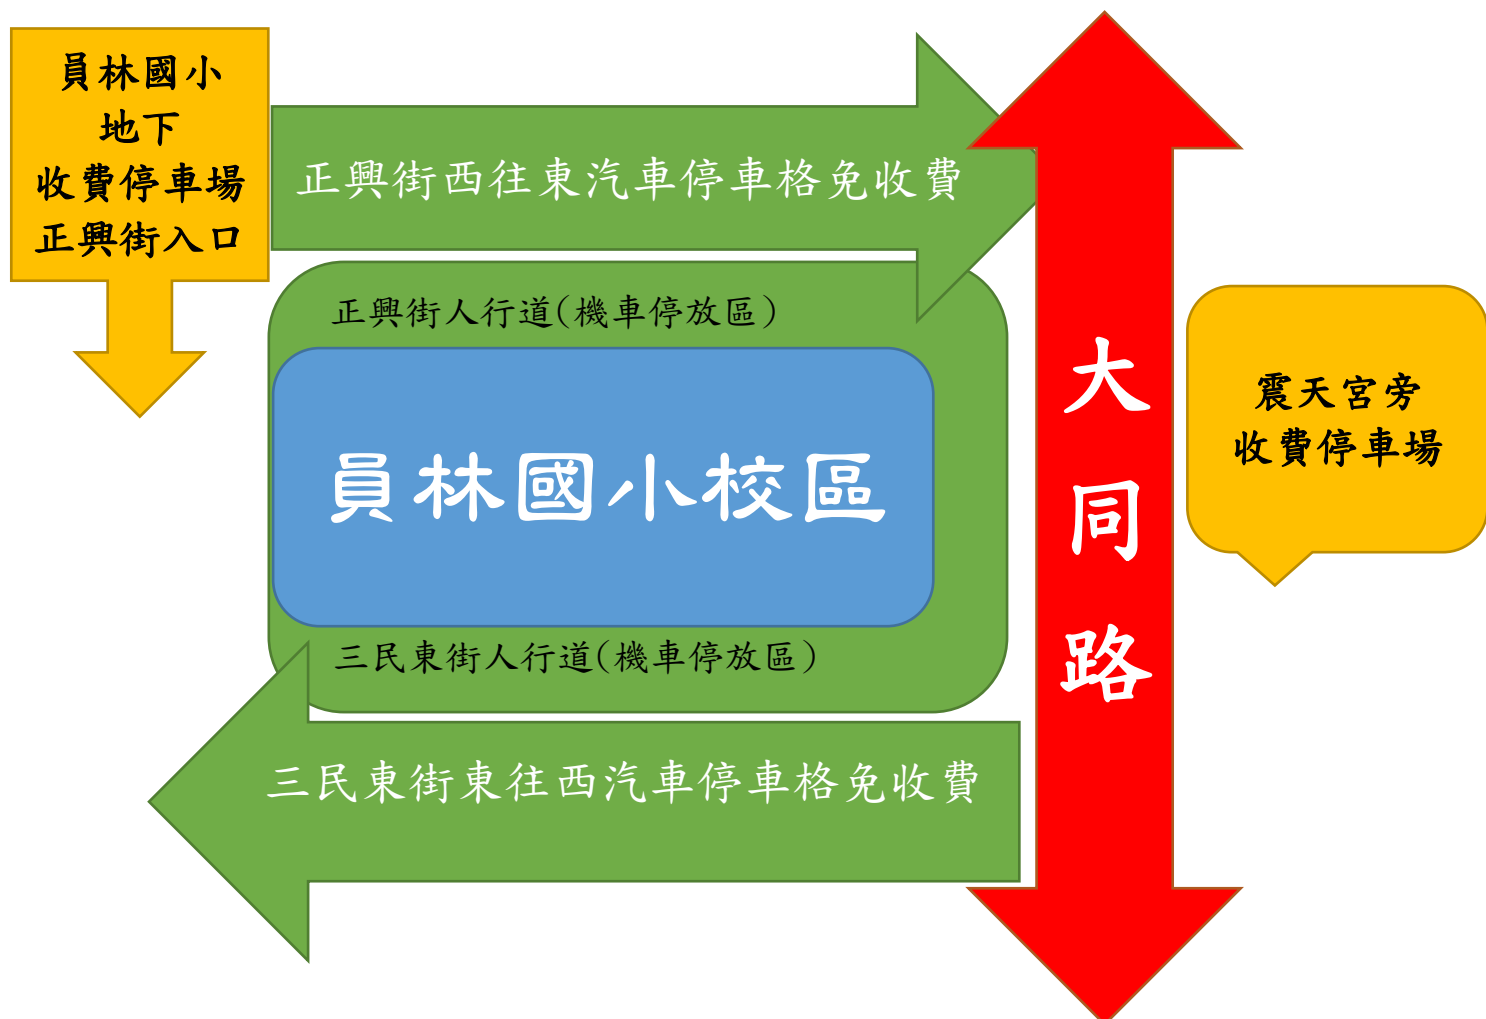 員林國小
地下
收費停車場
正興街入口
正興街西往東汽車停車格免收費
正興街人行道(機車停放區)
員林國小校區
三民東街人行道(機車停放區)
三民東街東往西汽車停車格免收費
大
同
路
震天宮旁
收費停車場